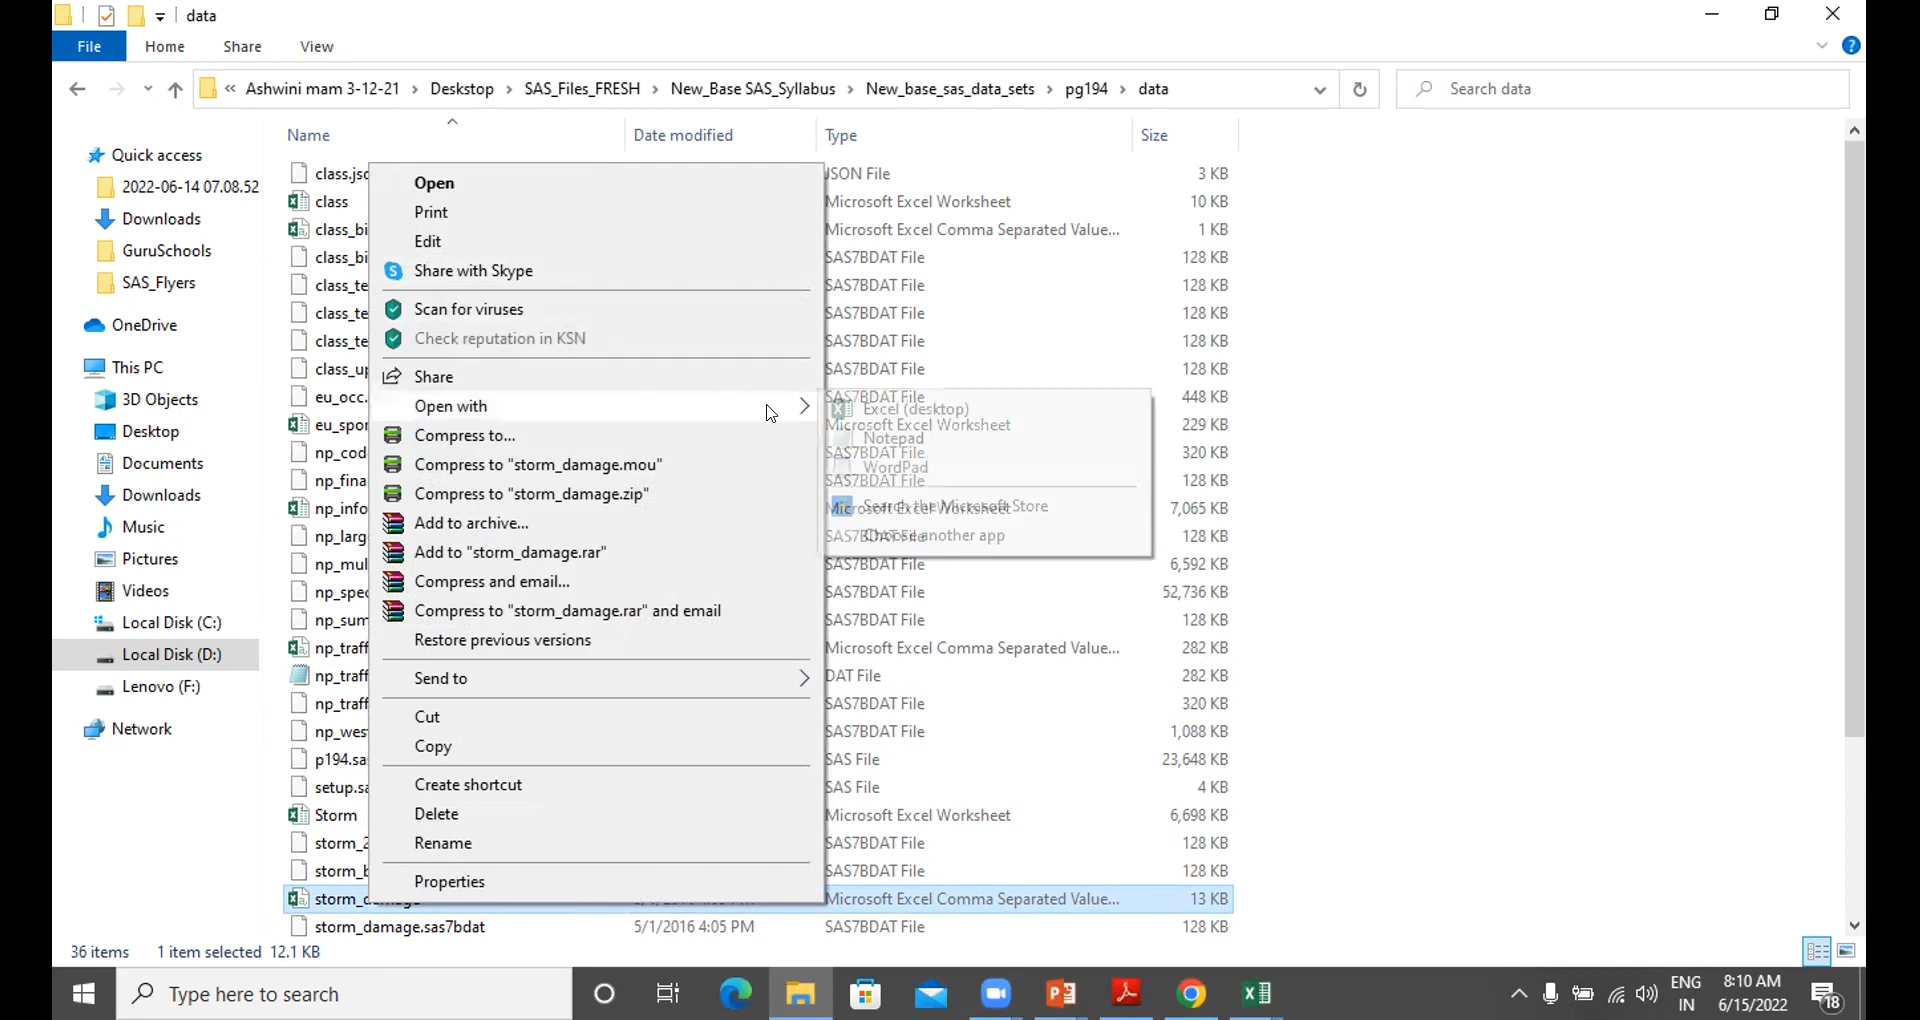 data
File Home Share View
« Ashwini mam 3-12-21 › Deskstop › SAS_Files_FRESH › New_Base SAS_Syllabus › New_base_sas_data_sets › pg194 › data
Search data
Name Date modified Type Size
Quick access
2022-06-14 07.08.52
Downloads
GuruSchools
SAS_Flyers
OneDrive
This PC
3D Objects
Desktop
Documents
Downloads
Music
Pictures
Videos
Local Disk (C:)
Local Disk (D:)
Lenovo (F:)
Network
class.jsc JSON File 3 KB
class Microsoft Excel Worksheet 10 KB
class_bi Microsoft Excel Comma Separated Value... 1 KB
class_bi SAS7BDAT File 128 KB
class_te SAS7BDAT File 128 KB
class_te SAS7BDAT File 128 KB
class_te SAS7BDAT File 128 KB
class_up SAS7BDAT File 128 KB
eu_occ. SAS7BDAT File 448 KB
eu_spor Microsoft Excel Worksheet 229 KB
np_cod SAS7BDAT File 320 KB
np_fina SAS7BDAT File 128 KB
np_info Microsoft Excel Worksheet 7,065 KB
np_larg SAS7BDAT File 128 KB
np_mul SAS7BDAT File 6,592 KB
np_spec SAS7BDAT File 52,736 KB
np_sum SAS7BDAT File 128 KB
np_traff Microsoft Excel Comma Separated Value... 282 KB
np_traff DAT File 282 KB
np_traff SAS7BDAT File 320 KB
np_wes SAS7BDAT File 1,088 KB
p194.sa SAS File 23,648 KB
setup.sa SAS File 4 KB
Storm Microsoft Excel Worksheet 6,698 KB
storm_2 SAS7BDAT File 128 KB
storm_b SAS7BDAT File 128 KB
storm_damage Microsoft Excel Comma Separated Value... 13 KB
storm_damage.sas7bdat 5/1/2016 4:05 PM SAS7BDAT File 128 KB
Open
Print
Edit
Share with Skype
Scan for viruses
Check reputation in KSN
Share
Open with
Compress to...
Compress to "storm_damage.mou"
Compress to "storm_damage.zip"
Add to archive...
Add to "storm_damage.rar"
Compress and email...
Compress to "storm_damage.rar" and email
Restore previous versions
Send to
Cut
Copy
Create shortcut
Delete
Rename
Properties
Excel (desktop)
Notepad
WordPad
Search the Microsoft Store
Choose another app
36 items 1 item selected 12.1 KB
Type here to search
ENG
IN
8:10 AM
6/15/2022
18